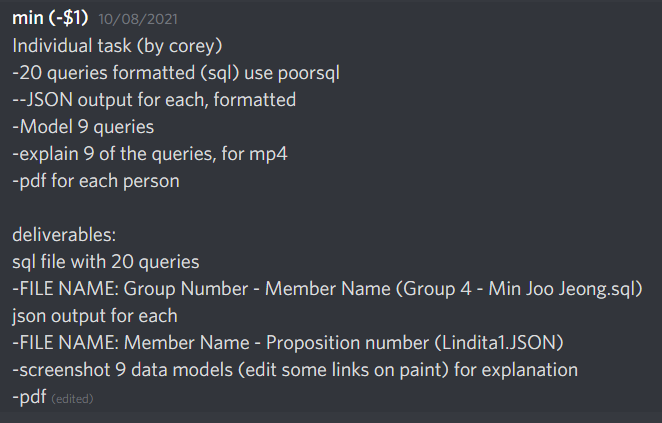 min (-$1) 10/08/2021
Individual task (by corey)
-20 queries formatted (sql) use poorsql
--JSON output for each, formatted
-Model 9 queries
-explain 9 of the queries, for mp4
-pdf for each person
deliverables:
sql file with 20 queries
-FILE NAME: Group Number - Member Name (Group 4 - Min Joo Jeong.sql)
json output for each
-FILE NAME: Member Name - Proposition number (Lindita1.JSON)
-screenshot 9 data models (edit some links on paint) for explanation
-pdf (edited)